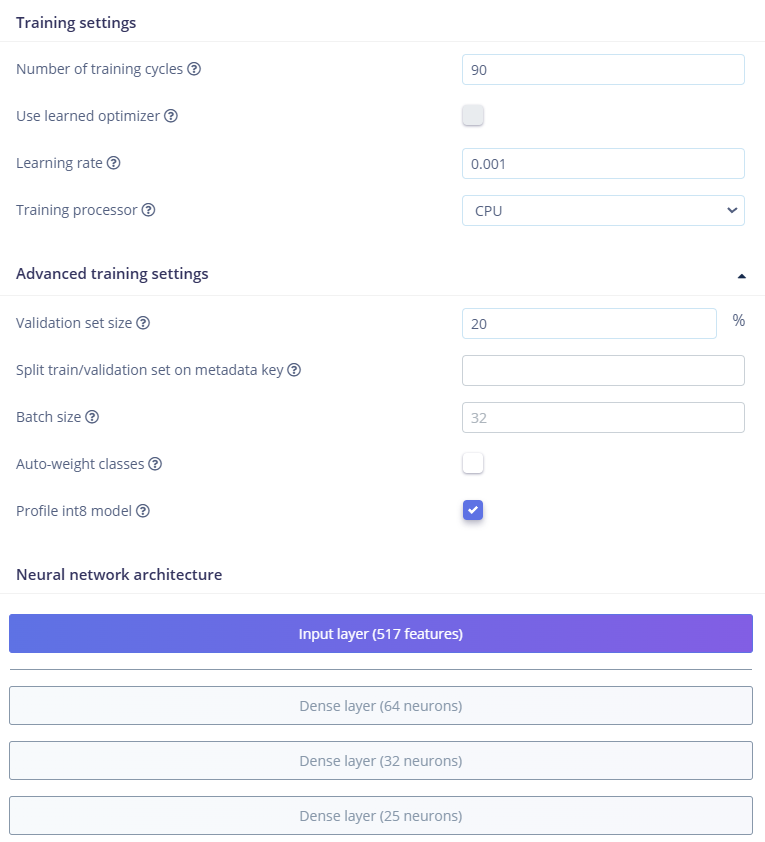 Training settings
Number of training cycles
90
Use learned optimizer
Learning rate
0.001
Training processor
CPU
Advanced training settings
Validation set size
20 %
Split train/validation set on metadata key
Batch size
32
Auto-weight classes
Profile int8 model
Neural network architecture
Input layer (517 features)
Dense layer (64 neurons)
Dense layer (32 neurons)
Dense layer (25 neurons)